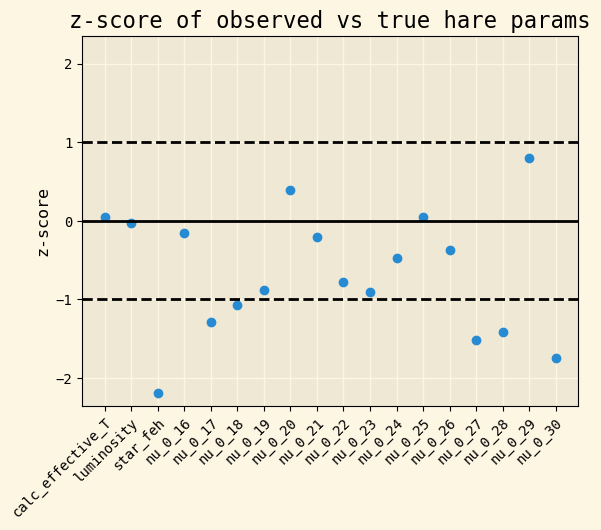 z-score of observed vs true hare params
z-score
2
1
0
−1
−2
calc_effective_T
luminosity
star_feh
nu_0_16
nu_0_17
nu_0_18
nu_0_19
nu_0_20
nu_0_21
nu_0_22
nu_0_23
nu_0_24
nu_0_25
nu_0_26
nu_0_27
nu_0_28
nu_0_29
nu_0_30